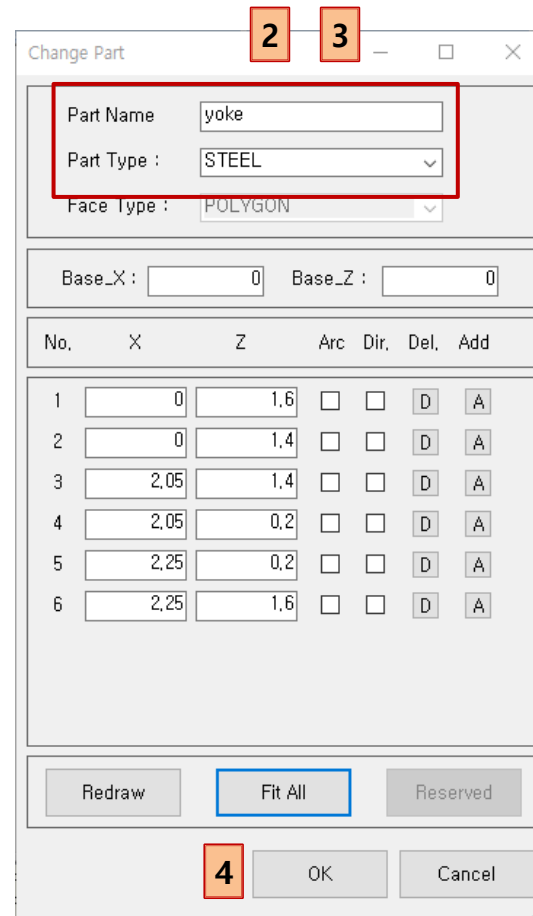 2 3
Change Part
Part Name yoke
Part Type : STEEL
Face Type : POLYGON
Base_X : 0 Base_Z : 0
No. X Z Arc Dir. Del. Add
1 0 1.6 D A
2 0 1.4 D A
3 2.05 1.4 D A
4 2.05 0.2 D A
5 2.25 0.2 D A
6 2.25 1.6 D A
Redraw Fit All Reserved
4 OK Cancel